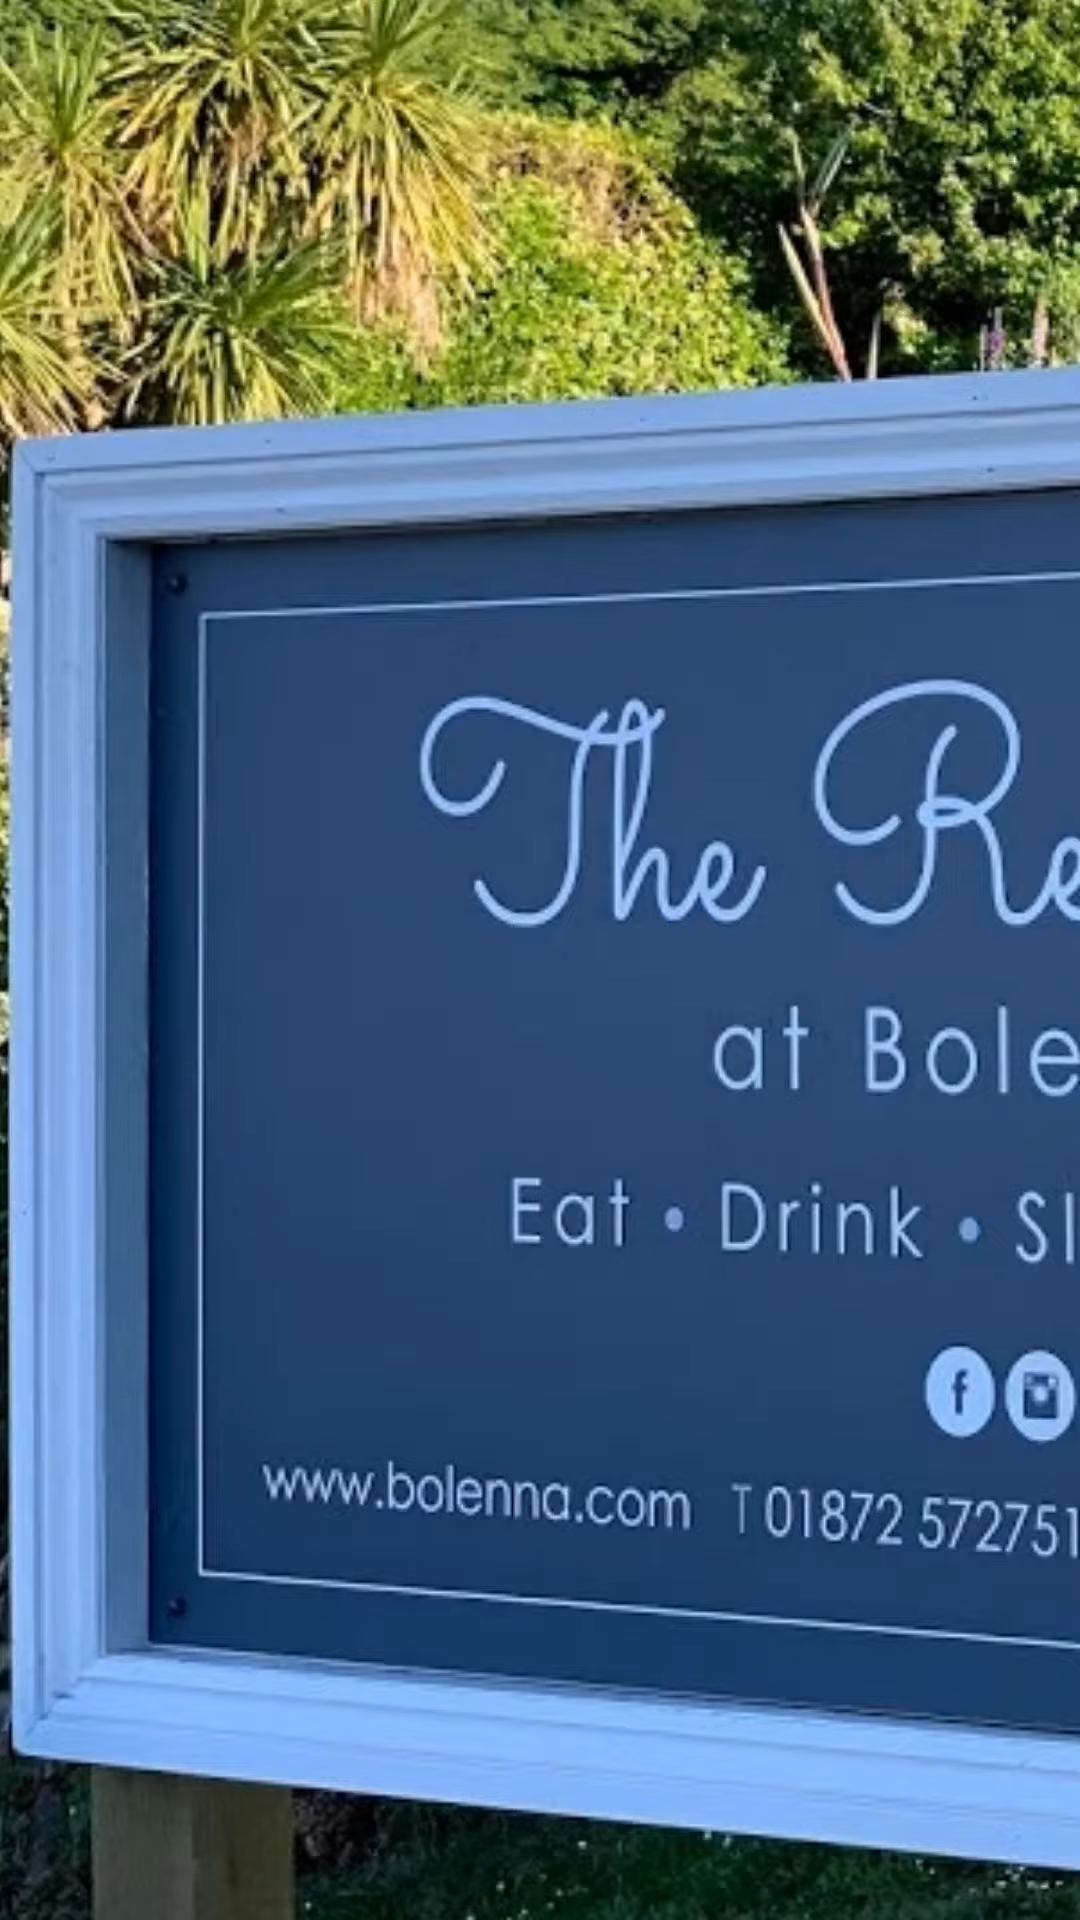 The Re
at Bole
Eat • Drink • Sl
www.bolenna.com T 01872 572751